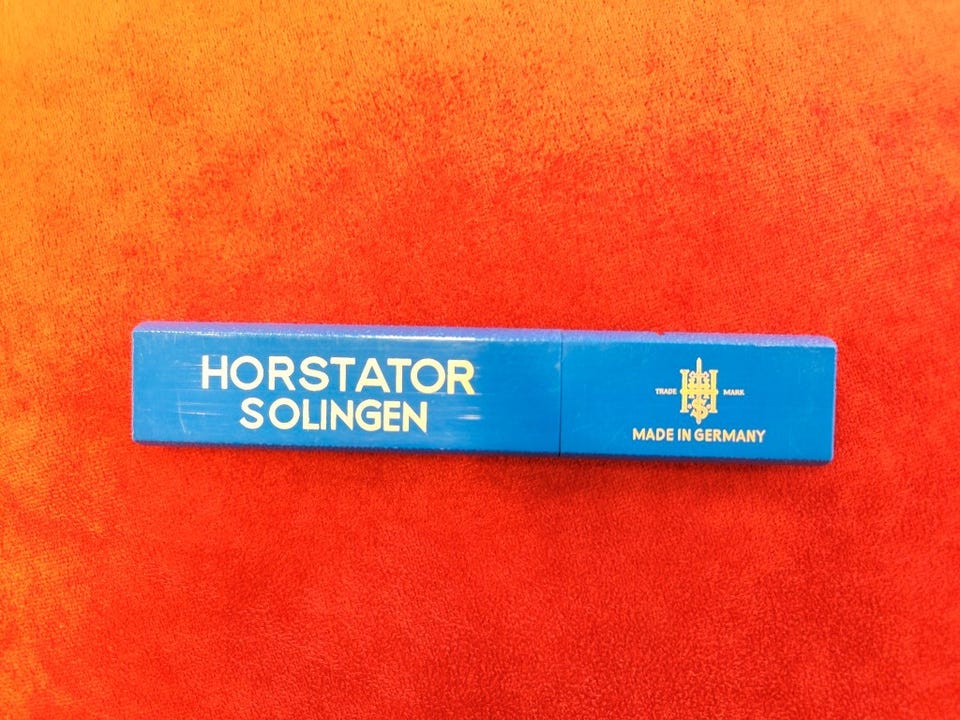 HORSTATOR
SOLINGEN
TRADE MARK
MADE IN GERMANY